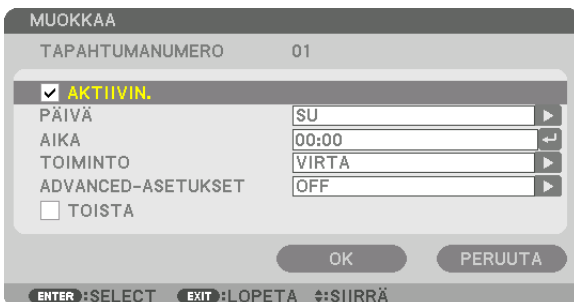 MUOKKAA
TAPAHTUMANUMERO 01
AKTIIVIN.
PÄIVÄ SU
AIKA 00:00
TOIMINTO VIRTA
ADVANCED-ASETUKSET OFF
TOISTA
OK PERUUTA
ENTER :SELECT EXIT :LOPETA :SIIRRÄ